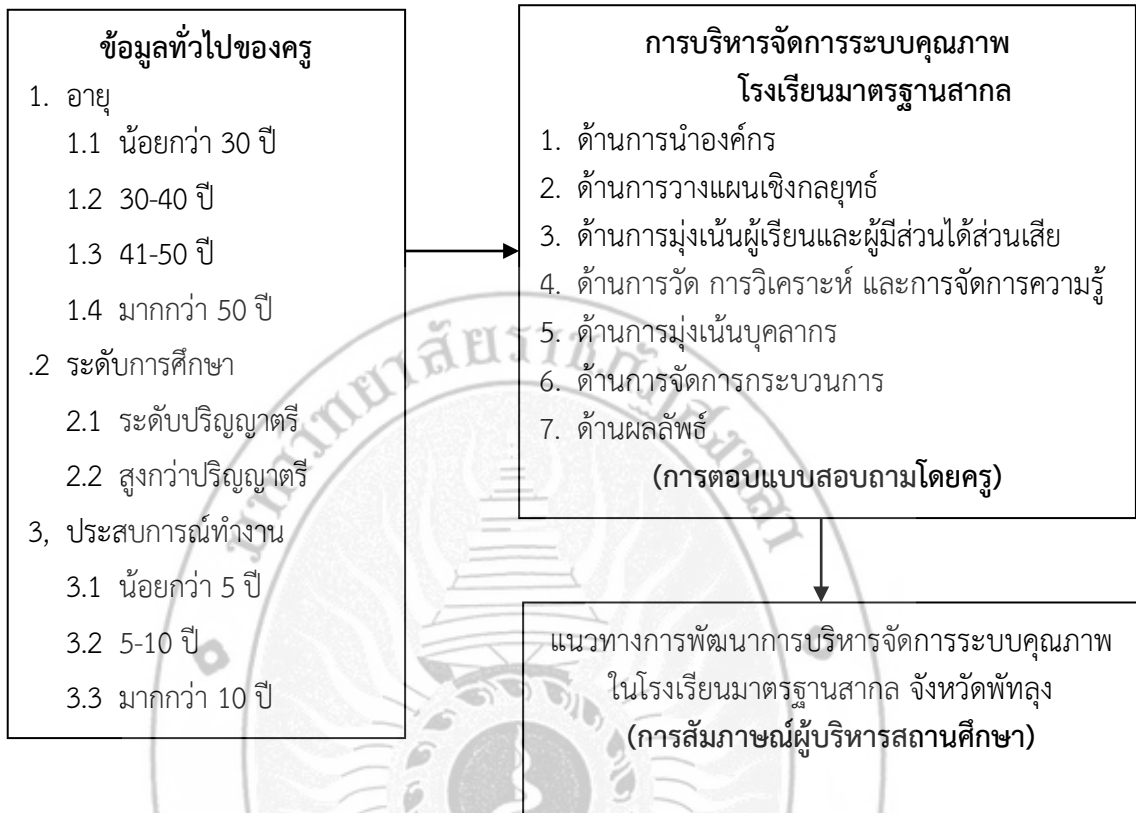 ข้อมูลทั่วไปของครู
1. อายุ
1.1 น้อยกว่า 30 ปี
1.2 30-40 ปี
1.3 41-50 ปี
1.4 มากกว่า 50 ปี
.2 ระดับการศึกษา
2.1 ระดับปริญญาตรี
2.2 สูงกว่าปริญญาตรี
3, ประสบการณ์ทำงาน
3.1 น้อยกว่า 5 ปี
3.2 5-10 ปี
3.3 มากกว่า 10 ปี
การบริหารจัดการระบบคุณภาพ
โรงเรียนมาตรฐานสากล
1. ด้านการนำองค์กร
2. ด้านการวางแผนเชิงกลยุทธ์
3. ด้านการมุ่งเน้นผู้เรียนและผู้มีส่วนได้ส่วนเสีย
4. ด้านการวัด การวิเคราะห์ และการจัดการความรู้
5. ด้านการมุ่งเน้นบุคลากร
6. ด้านการจัดการกระบวนการ
7. ด้านผลลัพธ์
(การตอบแบบสอบถามโดยครู)
แนวทางการพัฒนาการบริหารจัดการระบบคุณภาพ
ในโรงเรียนมาตรฐานสากล จังหวัดพัทลุง
(การสัมภาษณ์ผู้บริหารสถานศึกษา)
มหาวิทยาลัยราชภัฏสงขลา